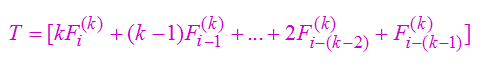 T = [kF_i^{(k)} + (k-1)F_{i-1}^{(k)} + ... + 2F_{i-(k-2)}^{(k)} + F_{i-(k-1)}^{(k)}]